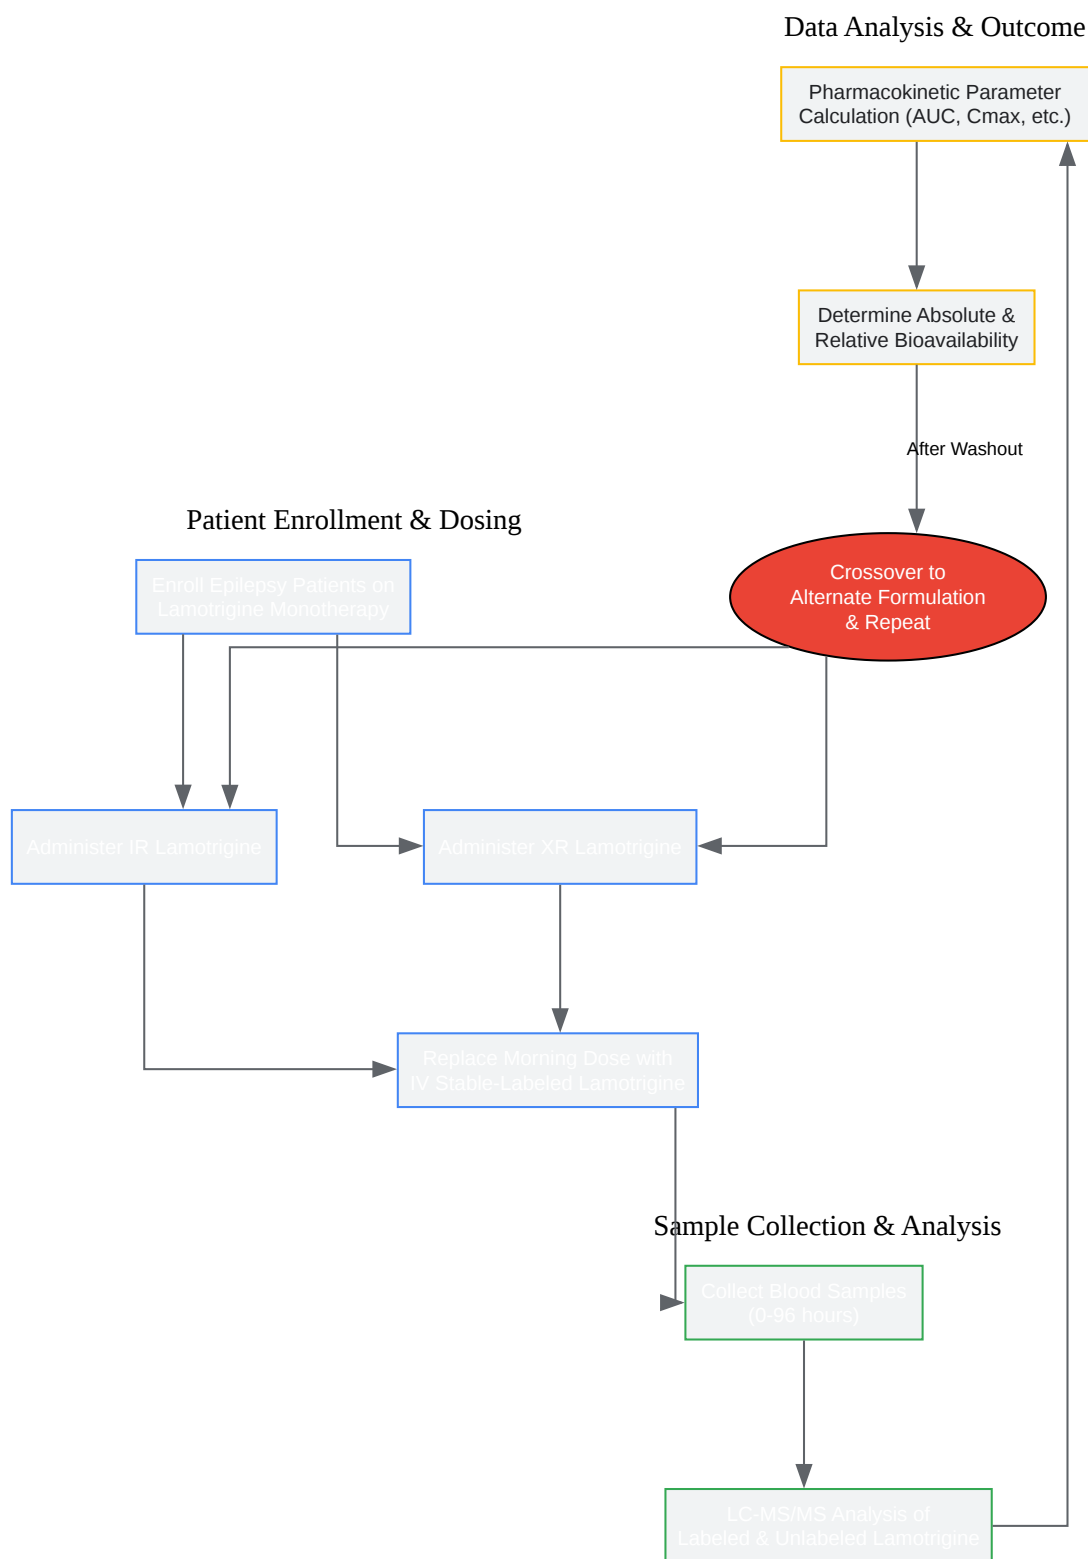 Data Analysis & Outcome
Pharmacokinetic Parameter
Calculation (AUC, Cmax, etc.)
Determine Absolute &
Relative Bioavailability
After Washout
Patient Enrollment & Dosing
Enroll Epilepsy Patients on
Lamotrigine Monotherapy
Crossover to
Alternate Formulation
& Repeat
Administer IR Lamotrigine
Administer XR Lamotrigine
Replace Morning Dose with
IV Stable-Labeled Lamotrigine
Sample Collection & Analysis
Collect Blood Samples
(0-96 hours)
LC-MS/MS Analysis of
Labeled & Unlabeled Lamotrigine